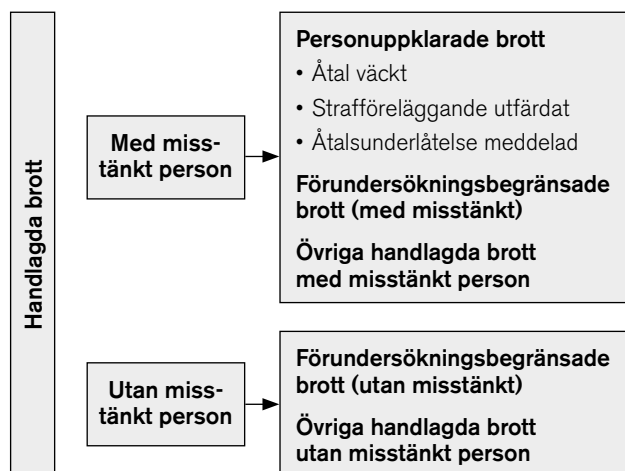 Handlagda brott
Med miss-
tänkt person
Personuppklarade brott
• Åtal väckt
• Strafföreläggande utfärdat
• Åtalsunderlåtelse meddelad
Förundersökningsbegränsade
brott (med misstänkt)
Övriga handlagda brott
med misstänkt person
Utan miss-
tänkt person
Förundersökningsbegränsade
brott (utan misstänkt)
Övriga handlagda brott
utan misstänkt person